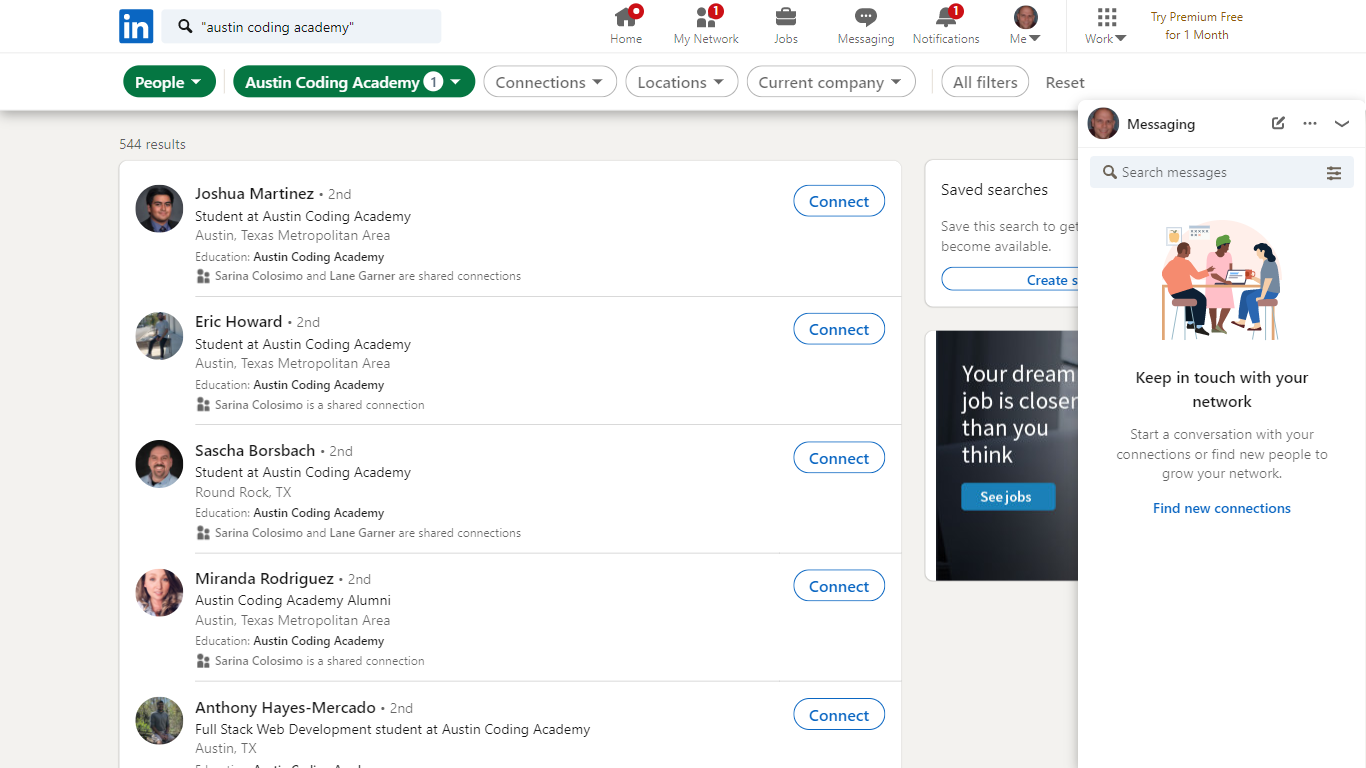 in
"austin coding academy"
Home
1
My Network
Jobs
Messaging
1
Notifications
Me
Work
Try Premium Free
for 1 Month
People
Austin Coding Academy 1
Connections
Locations
Current company
All filters
Reset
544 results
Joshua Martinez • 2nd
Student at Austin Coding Academy
Austin, Texas Metropolitan Area
Education: Austin Coding Academy
Sarina Colosimo and Lane Garner are shared connections
Connect
Eric Howard • 2nd
Student at Austin Coding Academy
Austin, Texas Metropolitan Area
Education: Austin Coding Academy
Sarina Colosimo is a shared connection
Connect
Sascha Borsbach • 2nd
Student at Austin Coding Academy
Round Rock, TX
Education: Austin Coding Academy
Sarina Colosimo and Lane Garner are shared connections
Connect
Miranda Rodriguez • 2nd
Austin Coding Academy Alumni
Austin, Texas Metropolitan Area
Education: Austin Coding Academy
Sarina Colosimo is a shared connection
Connect
Anthony Hayes-Mercado • 2nd
Full Stack Web Development student at Austin Coding Academy
Austin, TX
Connect
Saved searches
Save this search to get
become available.
Create s
Your dream
job is closer
than you
think
See jobs
Messaging
Search messages
Keep in touch with your
network
Start a conversation with your
connections or find new people to
grow your network.
Find new connections